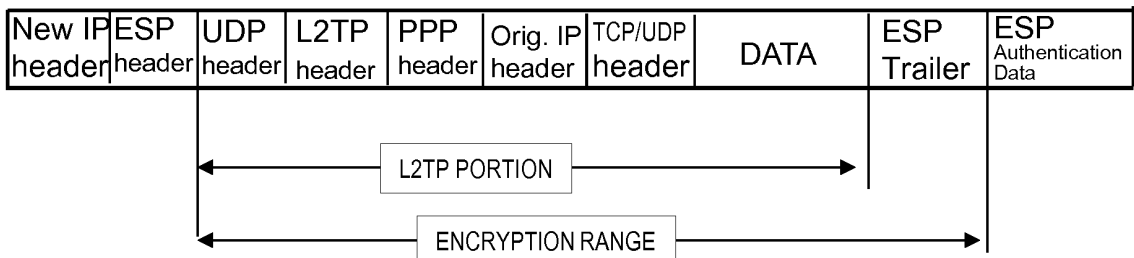 New IP header
ESP header
UDP header
L2TP header
PPP header
Orig. IP header
TCP/UDP header
DATA
ESP Trailer
ESP Authentication Data
L2TP PORTION
ENCRYPTION RANGE